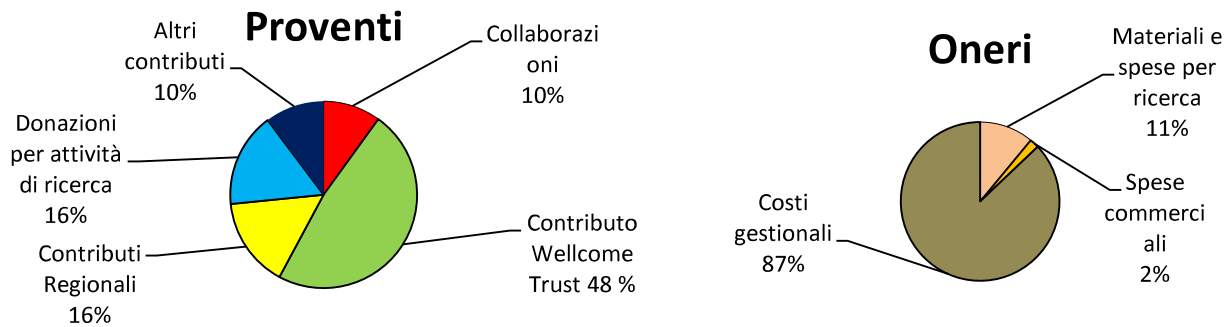 Proventi
Altri
contributi
10%
Collaborazi
oni
10%
Donazioni
per attività
di ricerca
16%
Contributi
Regionali
16%
Contributo
Wellcome
Trust 48 %
Oneri
Materiali e
spese per
ricerca
11%
Spese
commerci
ali
2%
Costi
gestionali
87%